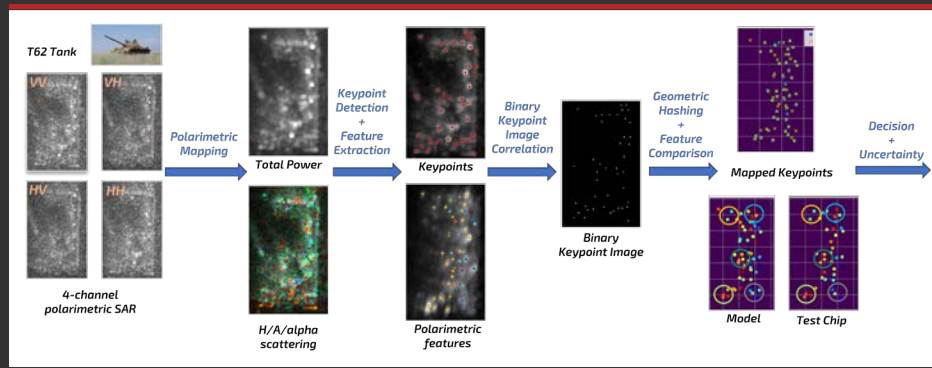 T62 Tank
VV
VH
HV
HH
4-channel
polarimetric SAR
Polarimetric
Mapping
Total Power
H/A/alpha
scattering
Keypoint
Detection
+
Feature
Extraction
Keypoints
Polarimetric
features
Binary
Keypoint
Image
Correlation
Binary
Keypoint Image
Geometric
Hashing
+
Feature
Comparison
Mapped Keypoints
Model
Test Chip
Decision
+
Uncertainty